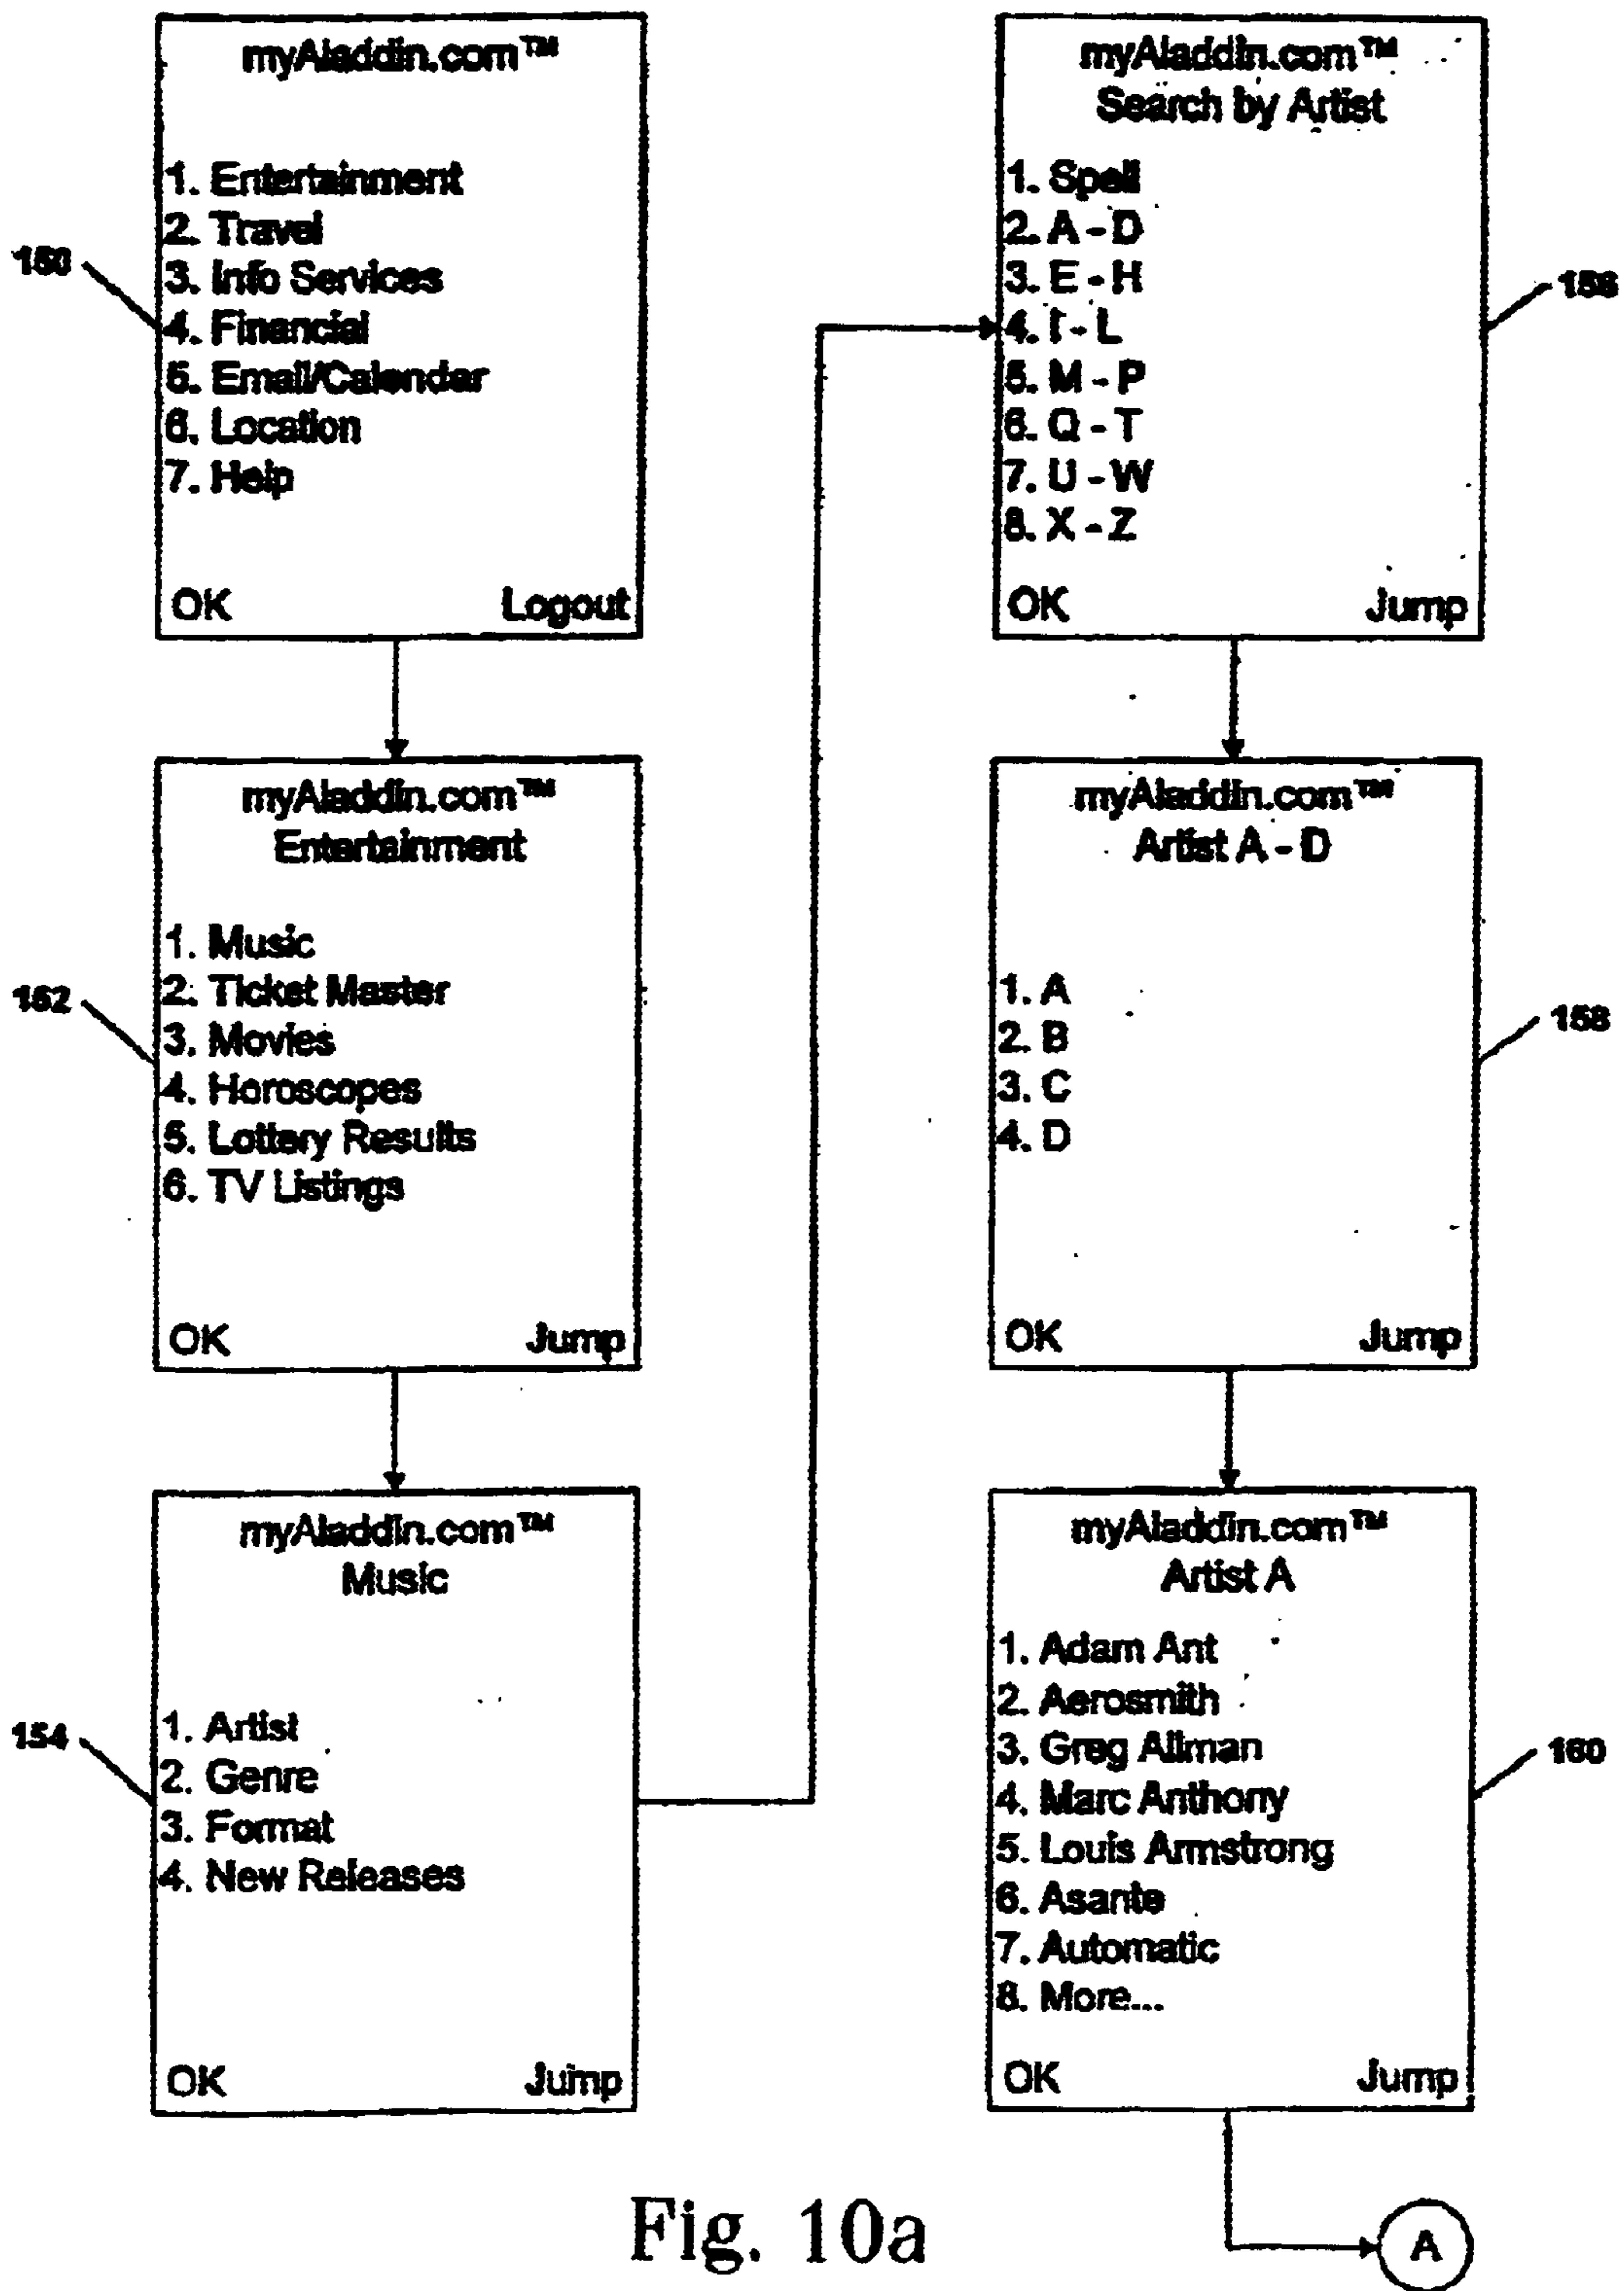 myAladdin.com™
1. Entertainment
2. Travel
3. Info Services
4. Financial
5. Email/Calendar
6. Location
7. Help
OK Logout
150
myAladdin.com™
Entertainment
1. Music
2. Ticket Master
3. Movies
4. Horoscopes
5. Lottery Results
6. TV Listings
OK Jump
152
myAladdin.com™
Music
1. Artist
2. Genre
3. Format
4. New Releases
OK Jump
154
myAladdin.com™
Search by Artist
1. Spell
2. A - D
3. E - H
4. I - L
5. M - P
6. Q - T
7. U - W
8. X - Z
OK Jump
156
myAladdin.com™
Artist A - D
1. A
2. B
3. C
4. D
OK Jump
158
myAladdin.com™
Artist A
1. Adam Ant
2. Aerosmith
3. Greg Allman
4. Marc Anthony
5. Louis Armstrong
6. Asante
7. Automatic
8. More...
OK Jump
160
A
Fig. 10a